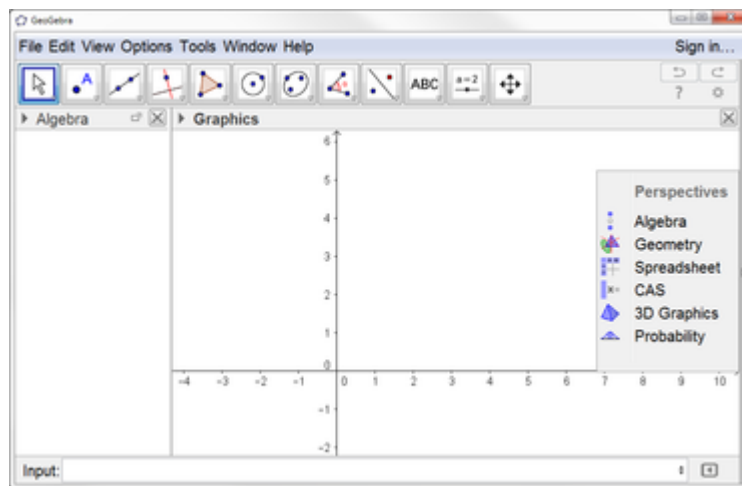 GeoGebra
File Edit View Options Tools Window Help Sign in...
A ABC a=2 ?
Algebra Graphics
6
5
4
3
2
1
0
-4 -3 -2 -1 0 1 2 3 4 5 6 7 8 9 10
-1
-2
Perspectives
Algebra
Geometry
Spreadsheet
CAS
3D Graphics
Probability
Input: